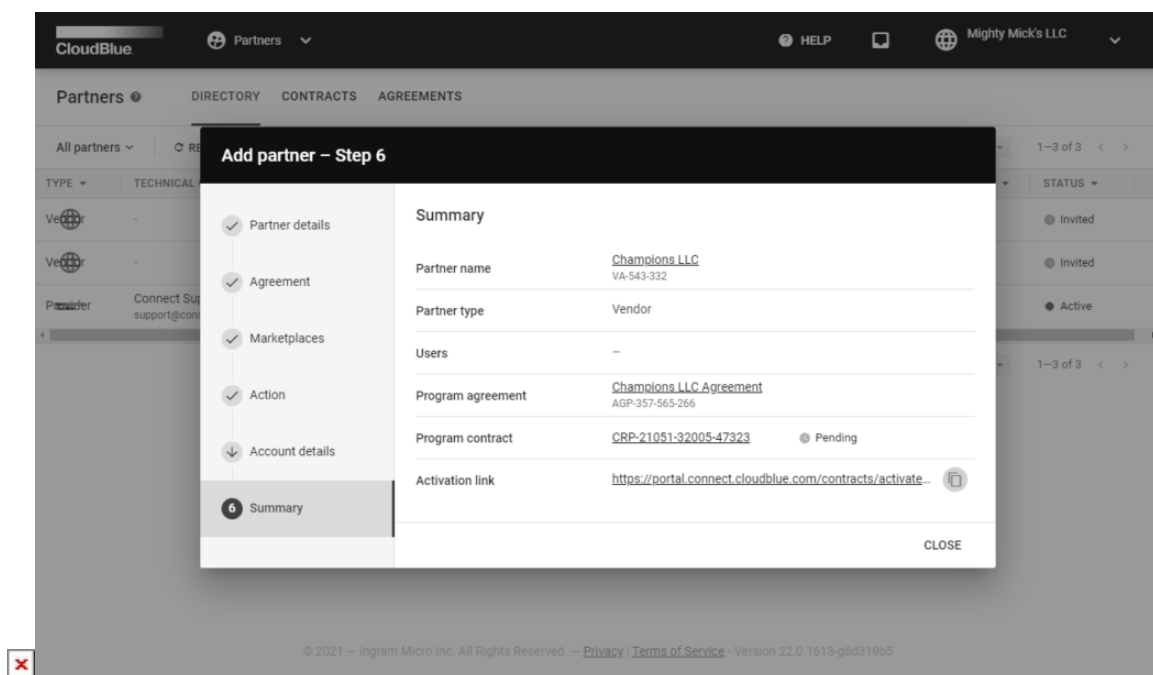 CloudBlue
Partners
HELP
Mighty Mick's LLC
Partners
DIRECTORY CONTRACTS AGREEMENTS
All partners
1–3 of 3
TYPE TECHNICAL
STATUS
Invited
Invited
Provider
Connect
Active
1–3 of 3
Add partner – Step 6
Partner details
Agreement
Marketplaces
Action
Account details
6 Summary
Summary
Partner name Champions LLC
VA-543-332
Partner type Vendor
Users –
Program agreement Champions LLC Agreement
AGP-357-565-266
Program contract CRP-21051-32005-47323 Pending
Activation link https://portal.connect.cloudblue.com/contracts/activate…
CLOSE
© 2021 – Ingram Micro Inc. All Rights Reserved. – Privacy | Terms of Service - Version 22.0.1613-g6d319b5